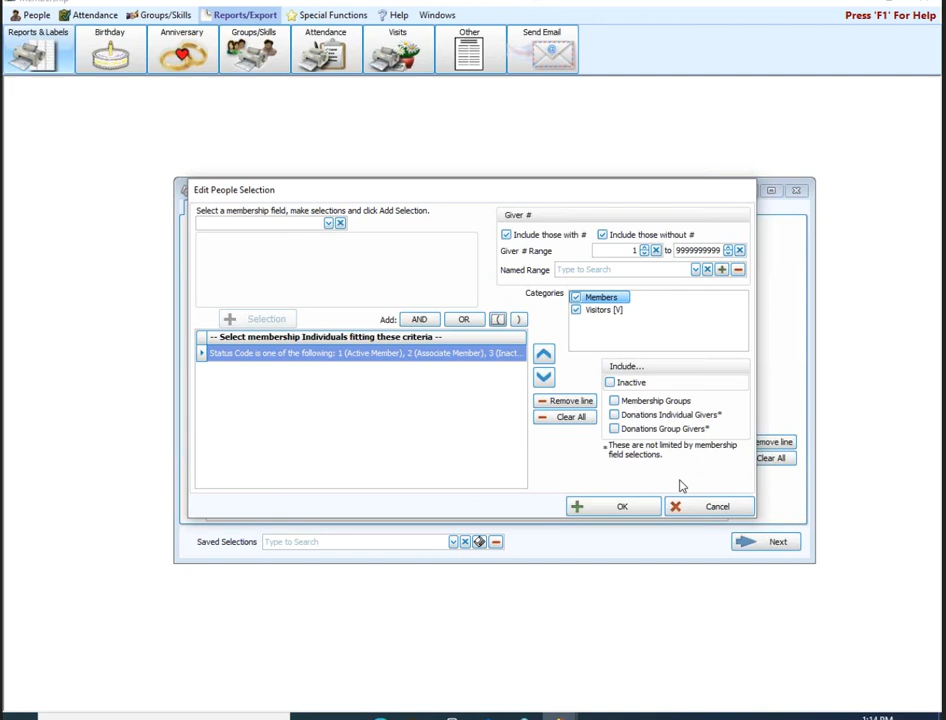 People Attendance Groups/Skills Reports/Export Special Functions Help Windows Press 'F1' For Help
Reports & Labels Birthday Anniversary Groups/Skills Attendance Visits Other Send Email
Edit People Selection
Select a membership field, make selections and click Add Selection.
Giver #
Include those with # Include those without #
Giver # Range 1 to 9999999999
Named Range Type to Search
Categories Members
Visitors [V]
Selection Add: AND OR ( )
-- Select membership Individuals fitting these criteria --
Status Code is one of the following: 1 (Active Member), 2 (Associate Member), 3 (Inact...
Include...
Inactive
Remove line
Clear All
Membership Groups
Donations Individual Givers*
Donations Group Givers*
* These are not limited by membership
field selections.
emove line
Clear All
OK Cancel
Saved Selections Type to Search Next